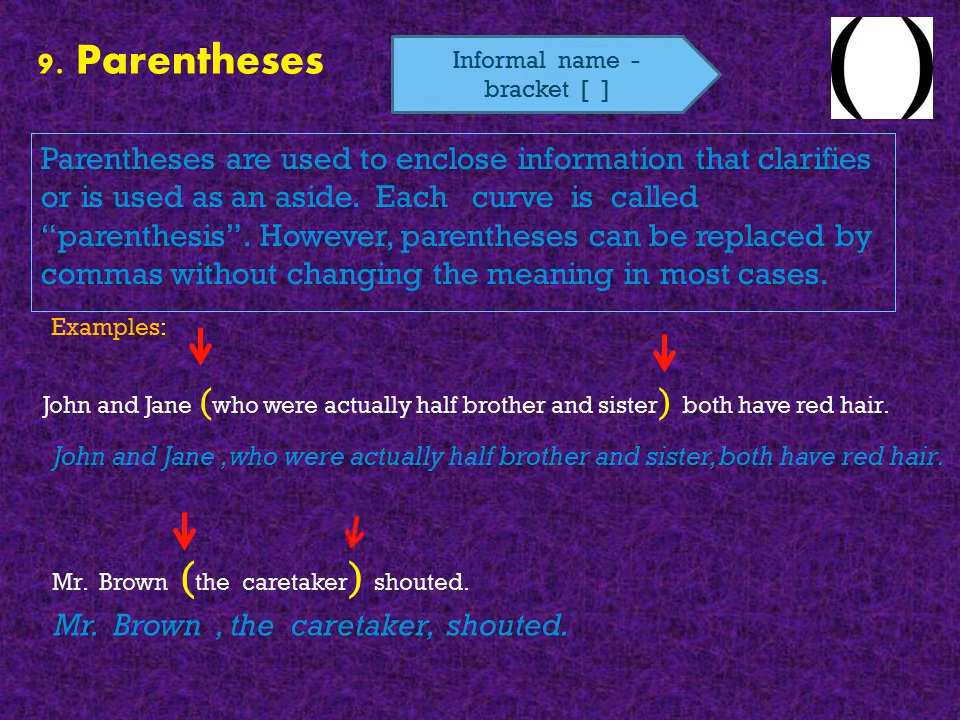 9. Parentheses
Informal name -
bracket [ ]
( )
Parentheses are used to enclose information that clarifies
or is used as an aside. Each curve is called
“parenthesis”. However, parentheses can be replaced by
commas without changing the meaning in most cases.
Examples:
John and Jane (who were actually half brother and sister) both have red hair.
John and Jane ,who were actually half brother and sister, both have red hair.
Mr. Brown (the caretaker) shouted.
Mr. Brown , the caretaker, shouted.